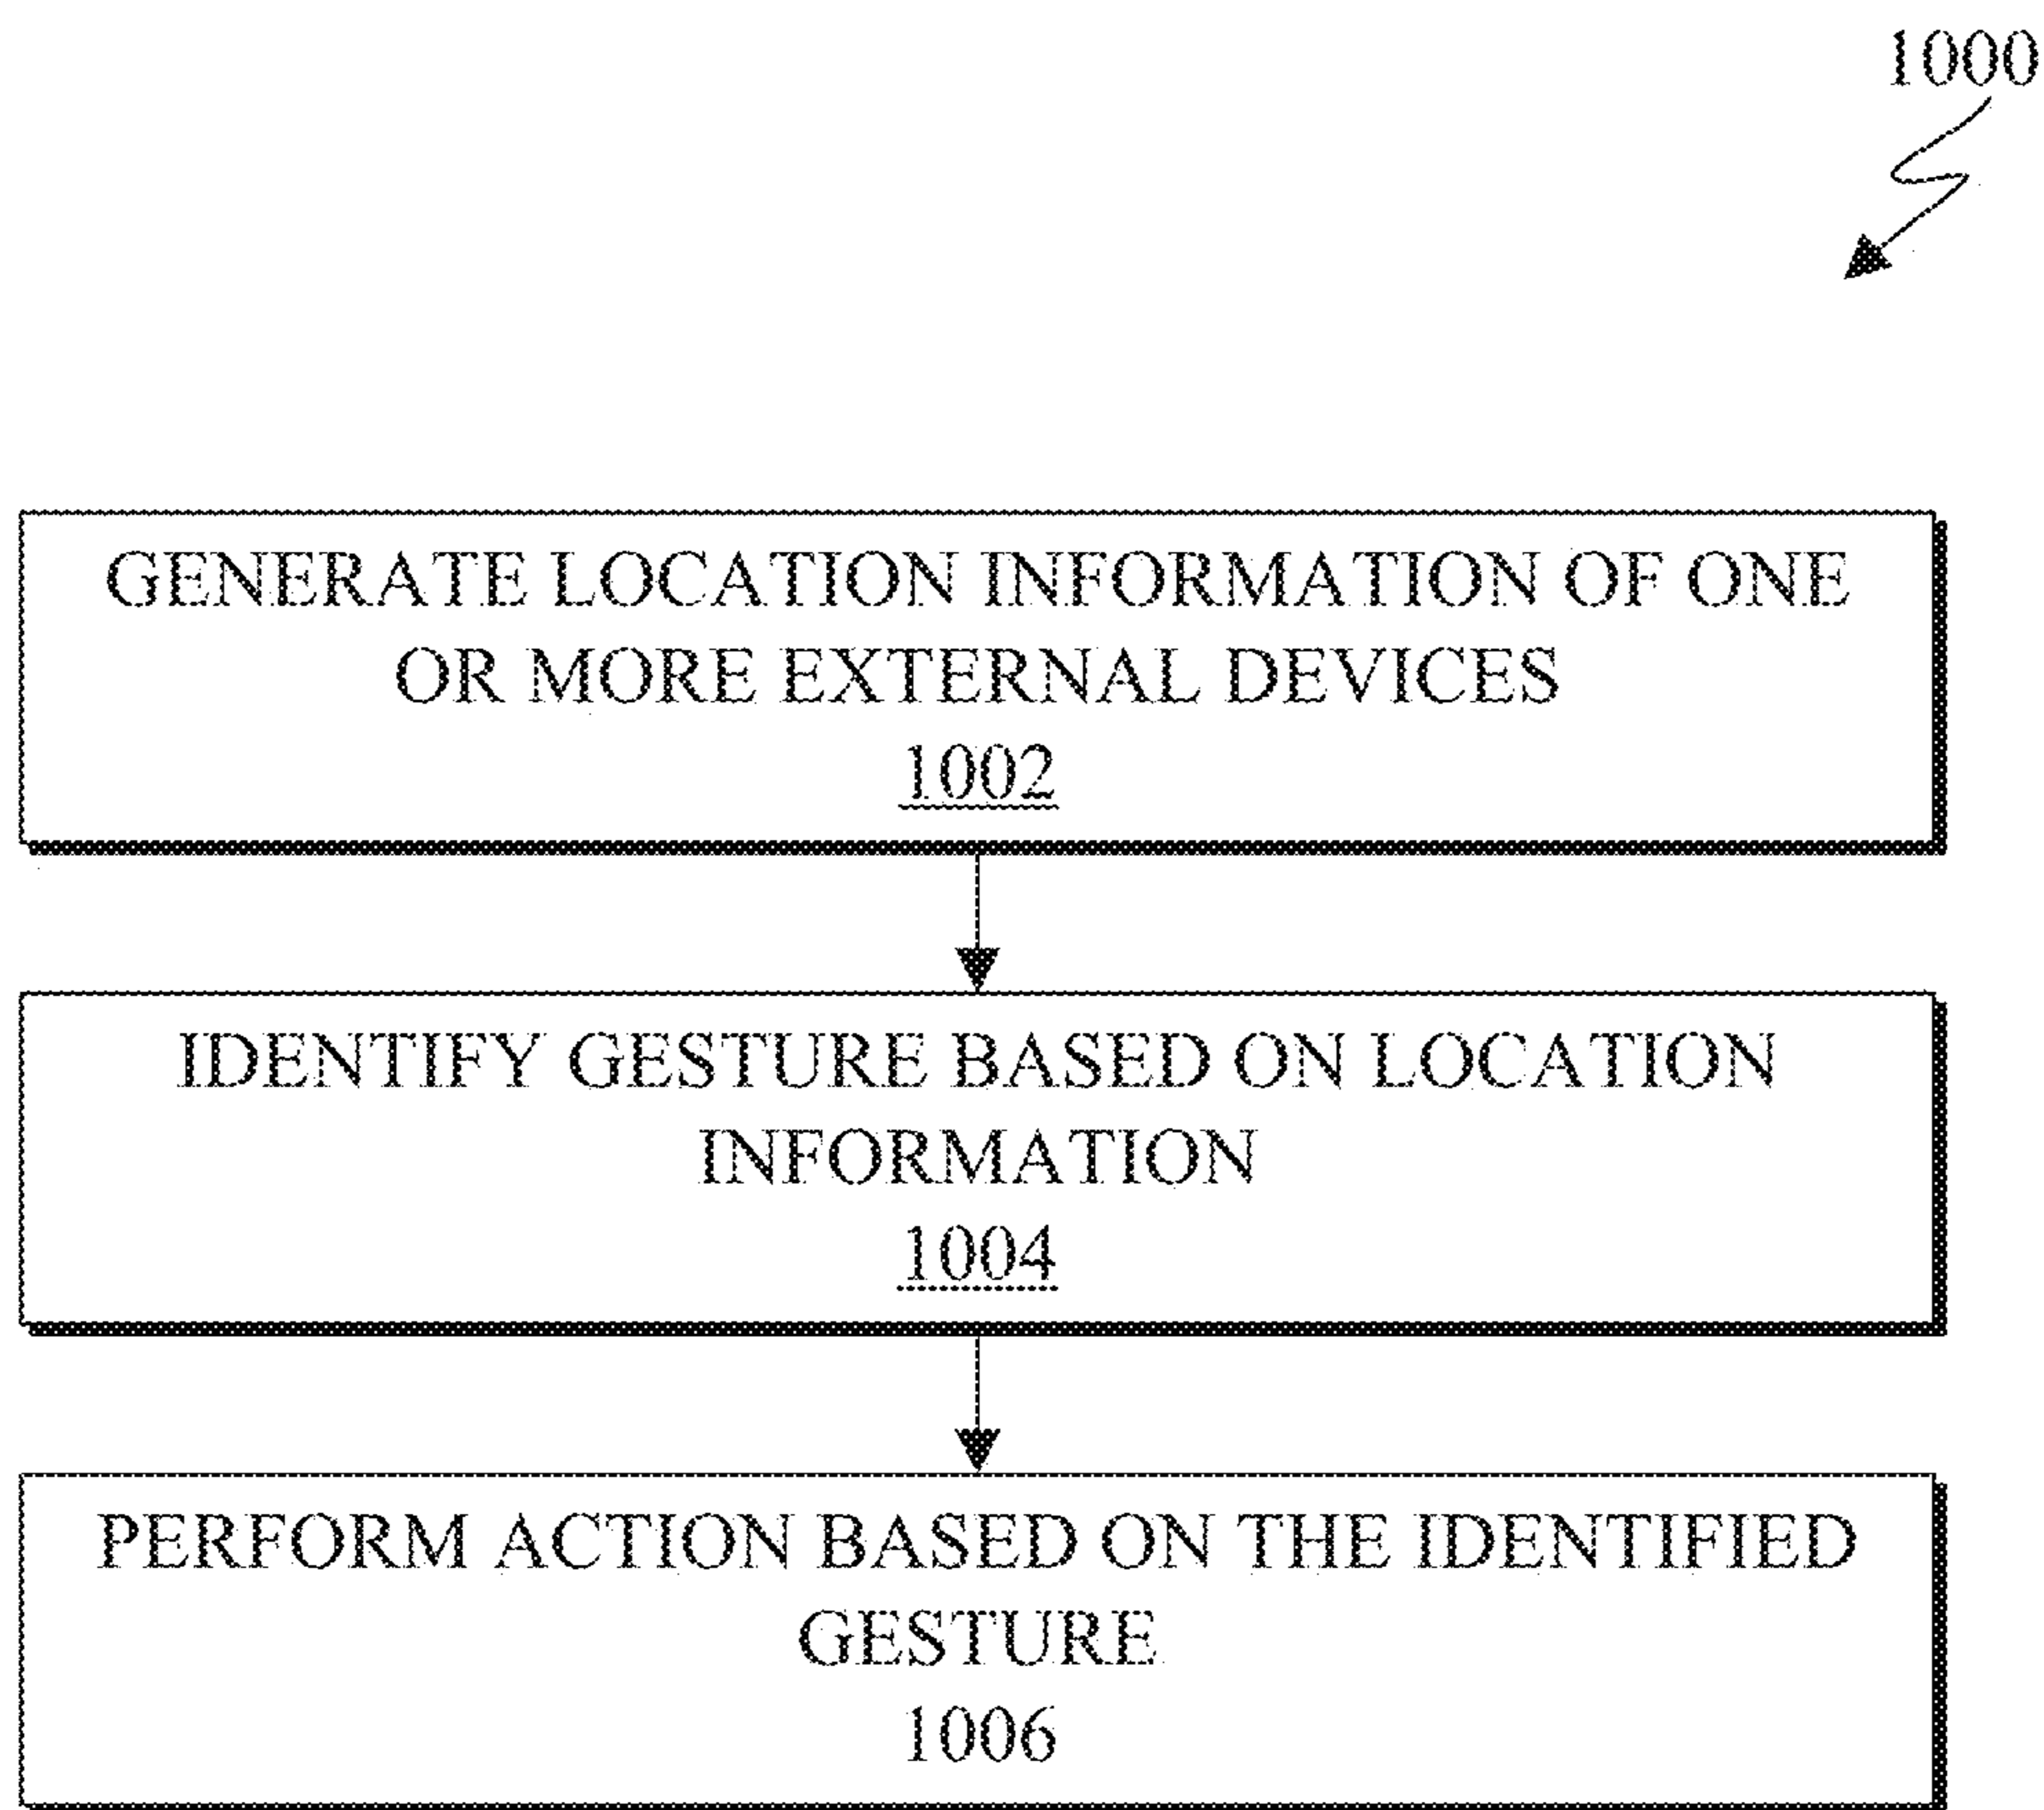 1000
GENERATE LOCATION INFORMATION OF ONE
OR MORE EXTERNAL DEVICES
1002
IDENTIFY GESTURE BASED ON LOCATION
INFORMATION
1004
PERFORM ACTION BASED ON THE IDENTIFIED
GESTURE
1006